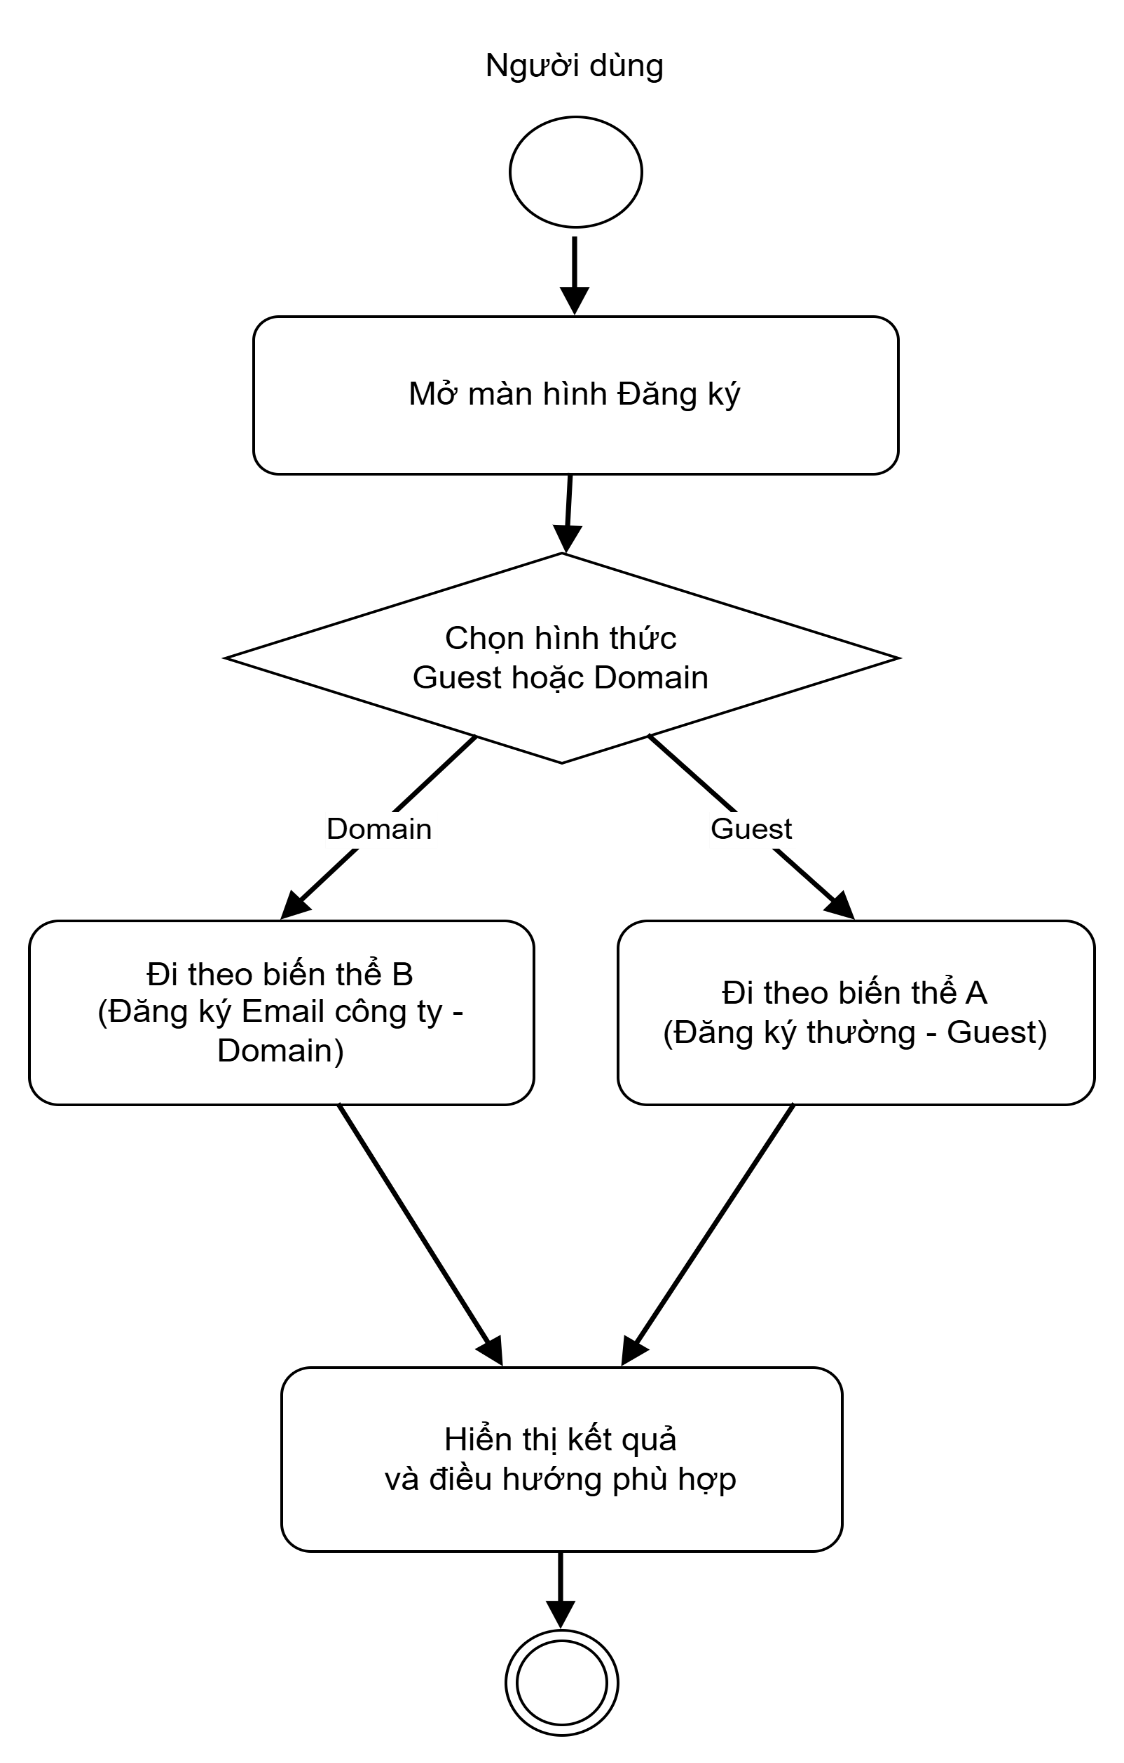 Người dùng
Mở màn hình Đăng ký
Chọn hình thức
Guest hoặc Domain
Domain
Guest
Đi theo biến thể B
(Đăng ký Email công ty -
Domain)
Đi theo biến thể A
(Đăng ký thường - Guest)
Hiển thị kết quả
và điều hướng phù hợp